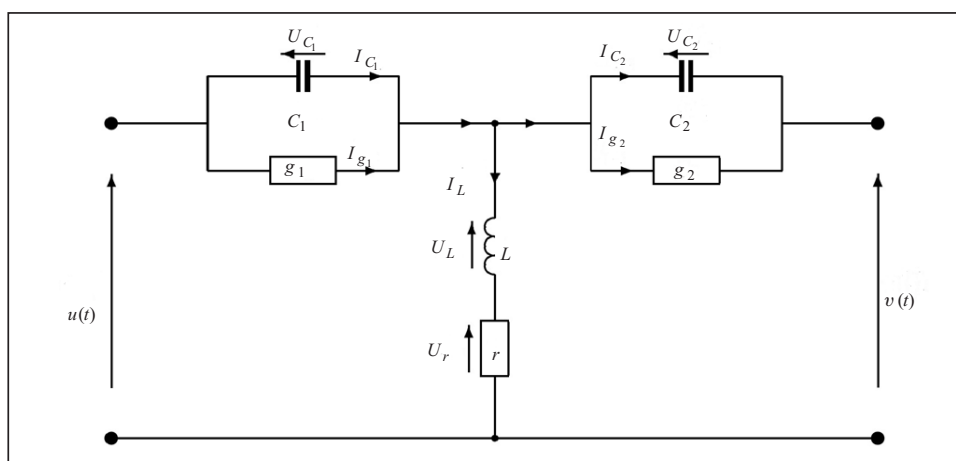 U_{C_1}
I_{C_1}
C_1
I_{g_1}
g_1
U_{C_2}
I_{C_2}
C_2
I_{g_2}
g_2
I_L
U_L
L
u(t)
v(t)
U_r
r